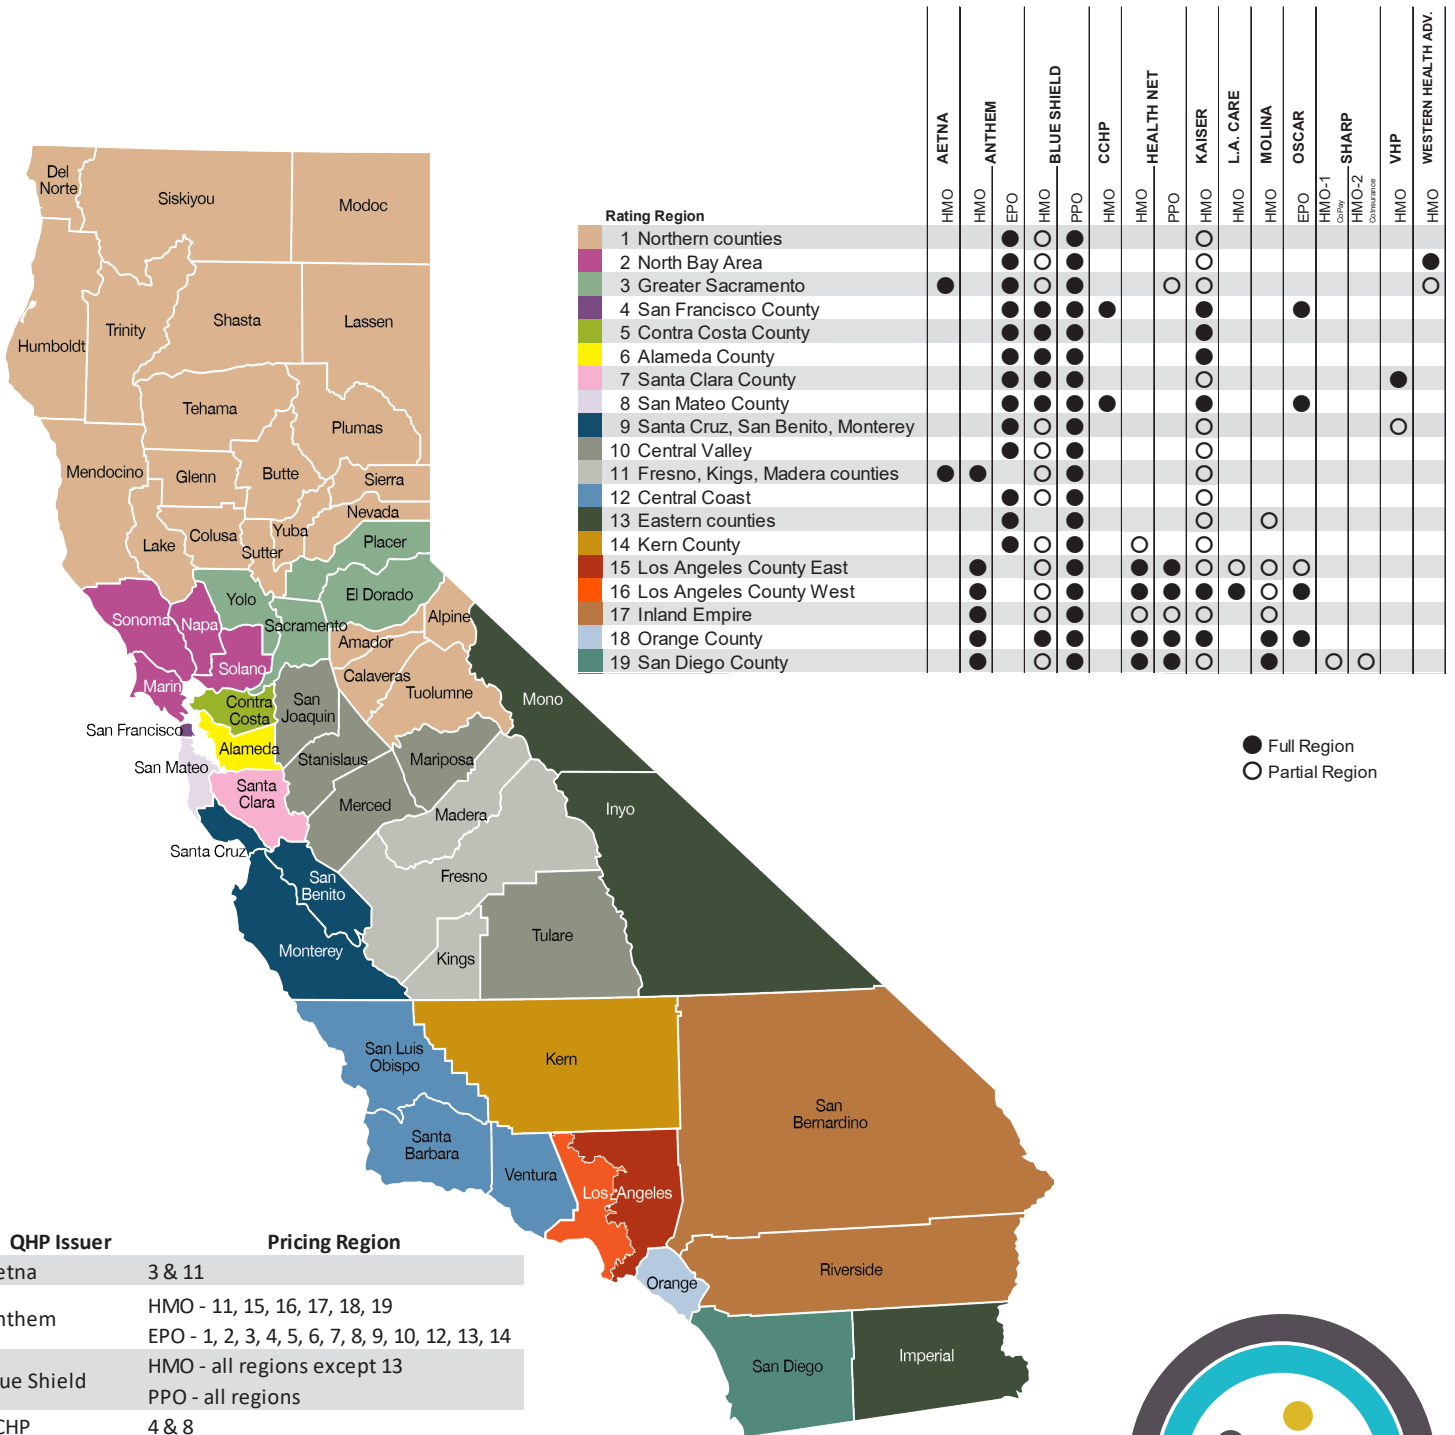 AETNA
ANTHEM
BLUE SHIELD
CCHP
HEALTH NET
KAISER
L.A. CARE
MOLINA
OSCAR
SHARP
VHP
WESTERN HEALTH ADV.
HMO
HMO
EPO
HMO
PPO
HMO
HMO
PPO
HMO
HMO
HMO
EPO
HMO-1
CoPay
HMO-2
CoInsurance
HMO
HMO
Rating Region
1 Northern counties
2 North Bay Area
3 Greater Sacramento
4 San Francisco County
5 Contra Costa County
6 Alameda County
7 Santa Clara County
8 San Mateo County
9 Santa Cruz, San Benito, Monterey
10 Central Valley
11 Fresno, Kings, Madera counties
12 Central Coast
13 Eastern counties
14 Kern County
15 Los Angeles County East
16 Los Angeles County West
17 Inland Empire
18 Orange County
19 San Diego County
Full Region
Partial Region
Del
Norte
Siskiyou
Modoc
Humboldt
Trinity
Shasta
Lassen
Tehama
Plumas
Mendocino
Glenn
Butte
Sierra
Nevada
Lake
Colusa
Sutter
Yuba
Placer
Yolo
El Dorado
Sonoma
Napa
Sacramento
Alpine
Amador
Solano
Marin
Calaveras
Tuolumne
Contra
Costa
San
Joaquin
Mono
San Francisco
Alameda
Stanislaus
Mariposa
San Mateo
Santa
Clara
Merced
Madera
Inyo
Santa Cruz
San
Benito
Fresno
Monterey
Kings
Tulare
San Luis
Obispo
Kern
San
Bernardino
Santa
Barbara
Ventura
Los Angeles
Orange
Riverside
San Diego
Imperial
QHP Issuer Pricing Region
etna 3 & 11
nthem HMO - 11, 15, 16, 17, 18, 19
EPO - 1, 2, 3, 4, 5, 6, 7, 8, 9, 10, 12, 13, 14
ue Shield HMO - all regions except 13
PPO - all regions
CHP 4 & 8